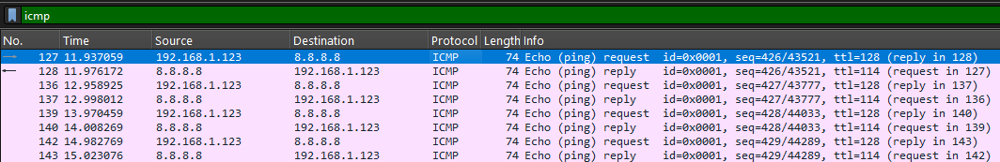 icmp
No. Time Source Destination Protocol Length Info
127 11.937059 192.168.1.123 8.8.8.8 ICMP 74 Echo (ping) request id=0x0001, seq=426/43521, ttl=128 (reply in 128)
128 11.976172 8.8.8.8 192.168.1.123 ICMP 74 Echo (ping) reply id=0x0001, seq=426/43521, ttl=114 (request in 127)
136 12.958925 192.168.1.123 8.8.8.8 ICMP 74 Echo (ping) request id=0x0001, seq=427/43777, ttl=128 (reply in 137)
137 12.998012 8.8.8.8 192.168.1.123 ICMP 74 Echo (ping) reply id=0x0001, seq=427/43777, ttl=114 (request in 136)
139 13.970459 192.168.1.123 8.8.8.8 ICMP 74 Echo (ping) request id=0x0001, seq=428/44033, ttl=128 (reply in 140)
140 14.008269 8.8.8.8 192.168.1.123 ICMP 74 Echo (ping) reply id=0x0001, seq=428/44033, ttl=114 (request in 139)
142 14.982769 192.168.1.123 8.8.8.8 ICMP 74 Echo (ping) request id=0x0001, seq=429/44289, ttl=128 (reply in 143)
143 15.023076 8.8.8.8 192.168.1.123 ICMP 74 Echo (ping) reply id=0x0001, seq=429/44289, ttl=114 (request in 142)